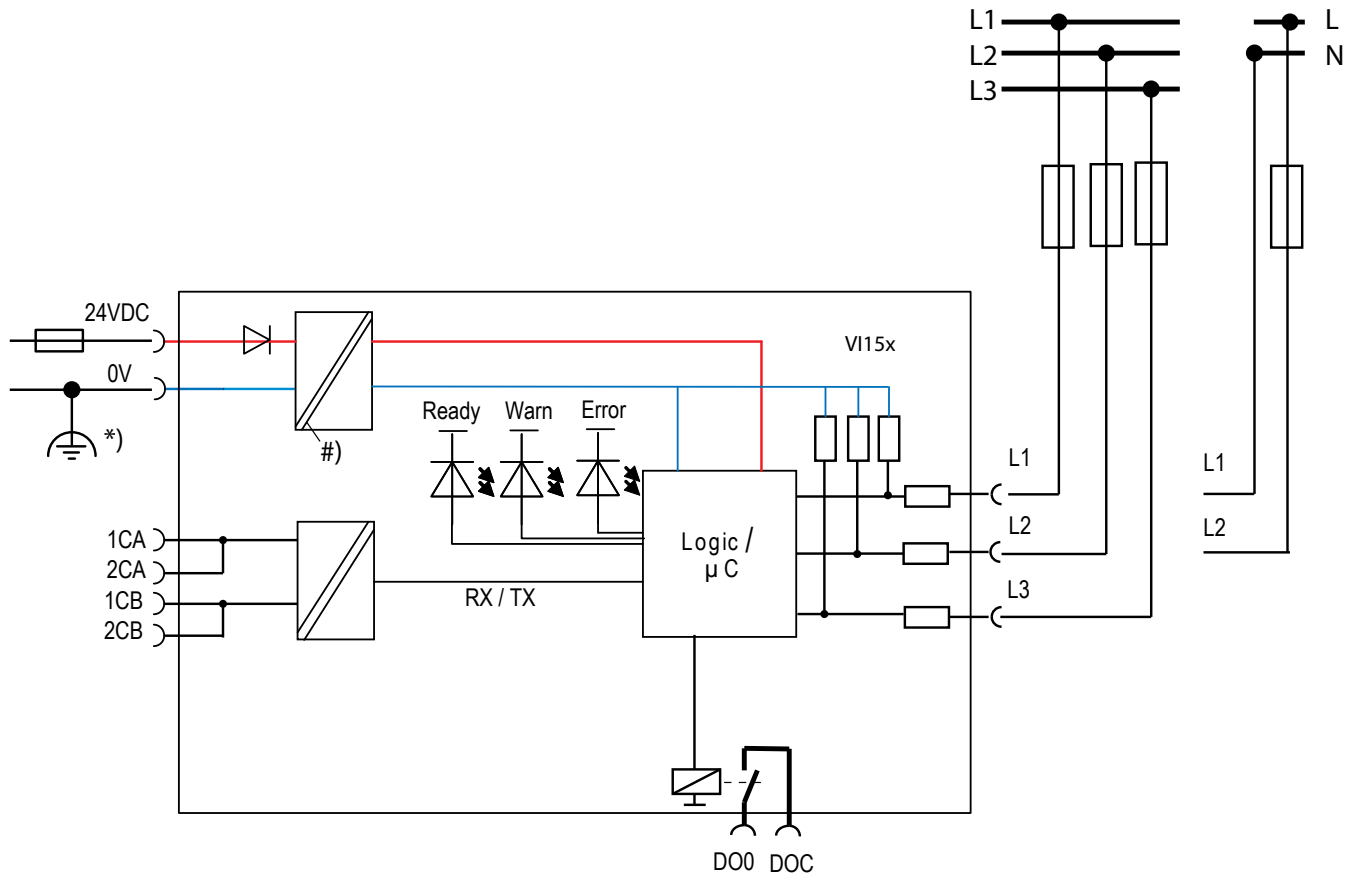 L1
L
L2
N
L3
24VDC
VI15x
0V
Ready
Warn
Error
*)
#)
L1
L1
L2
L2
1CA
2CA
1CB
2CB
Logic /
µC
RX / TX
L3
DO0
DOC